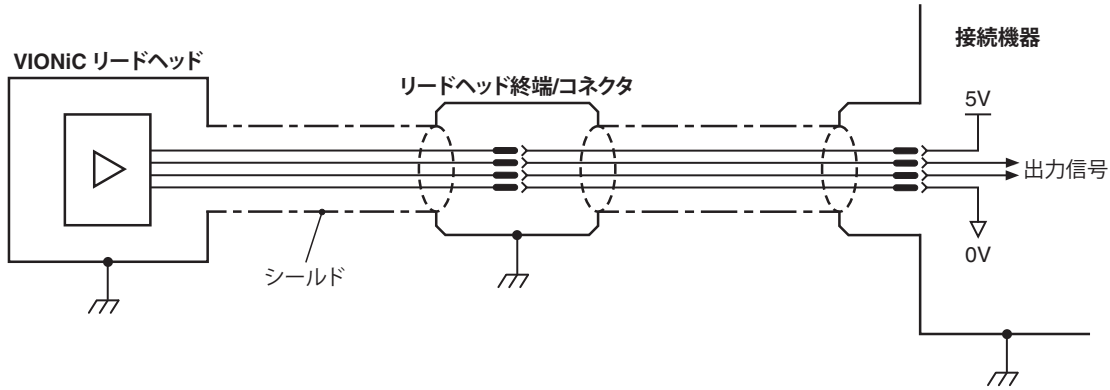 VIONiC リードヘッド
リードヘッド終端/コネクタ
接続機器
5V
出力信号
0V
シールド